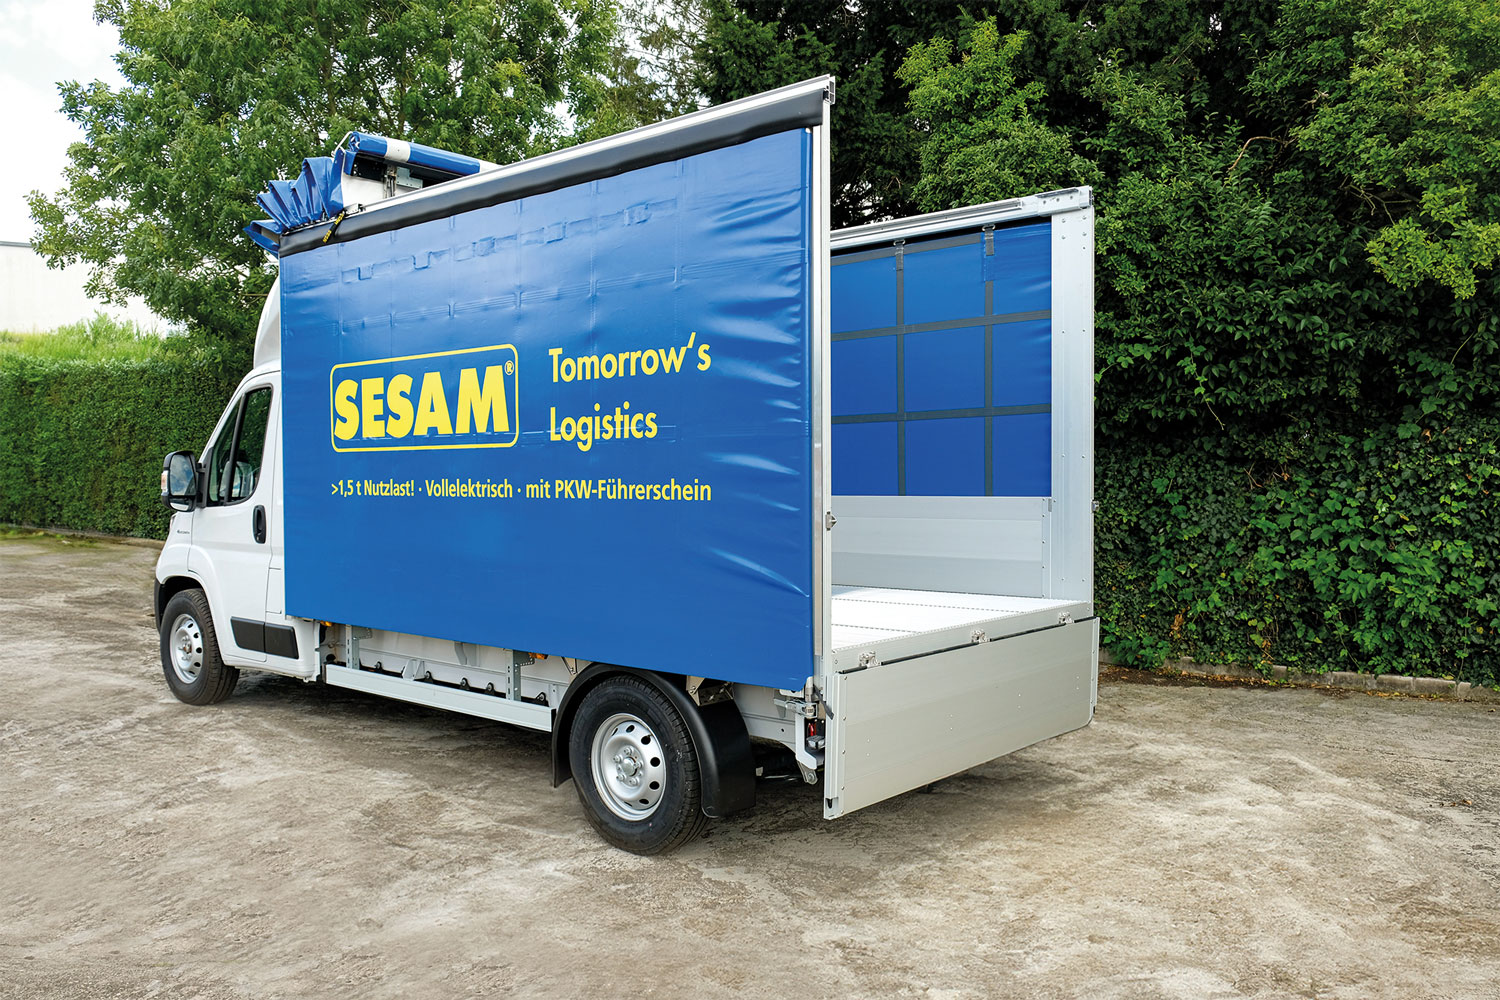 SESAM®
Tomorrow's
Logistics
>1,5 t Nutzlast! · Vollelektrisch · mit PKW-Führerschein